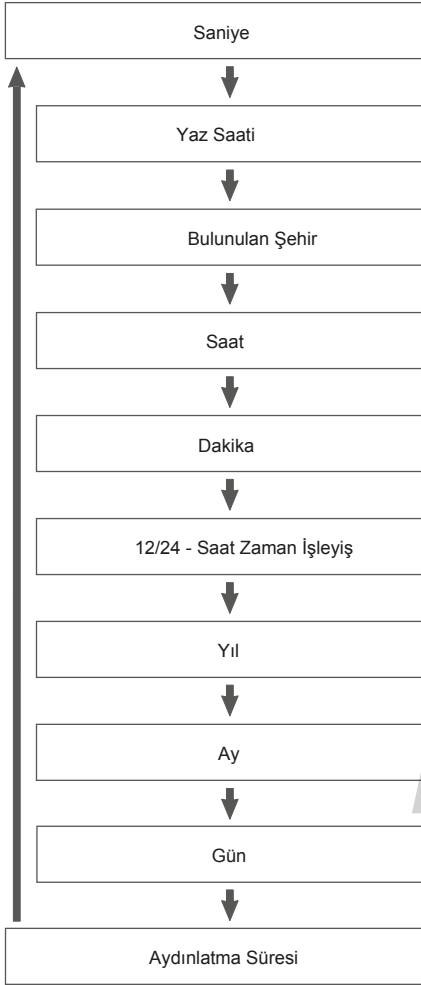 Saniye
Yaz Saati
Bulunulan Şehir
Saat
Dakika
12/24 - Saat Zaman İşleyiş
Yıl
Ay
Gün
Aydınlatma Süresi